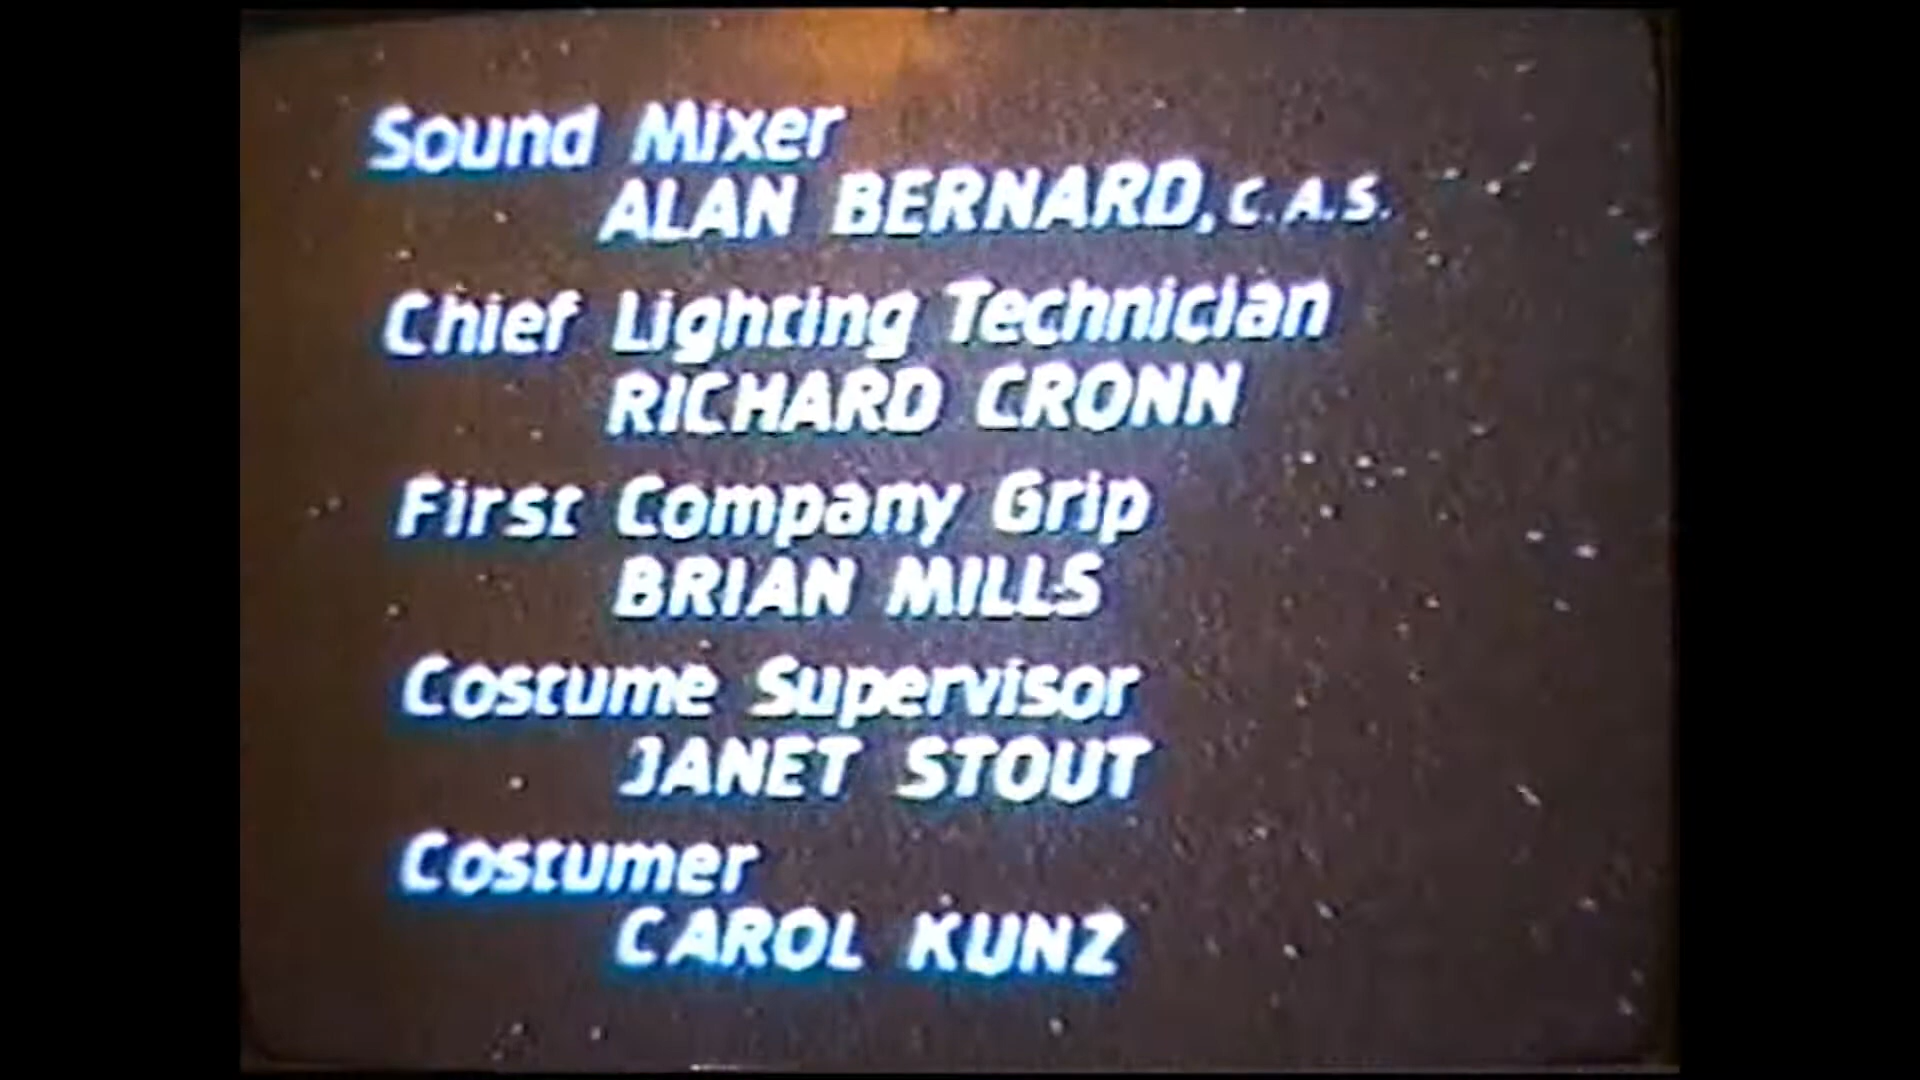 Sound Mixer
ALAN BERNARD, C.A.S.
Chief Lighting Technician
RICHARD CRONN
First Company Grip
BRIAN MILLS
Costume Supervisor
JANET STOUT
Costumer
CAROL KUNZ